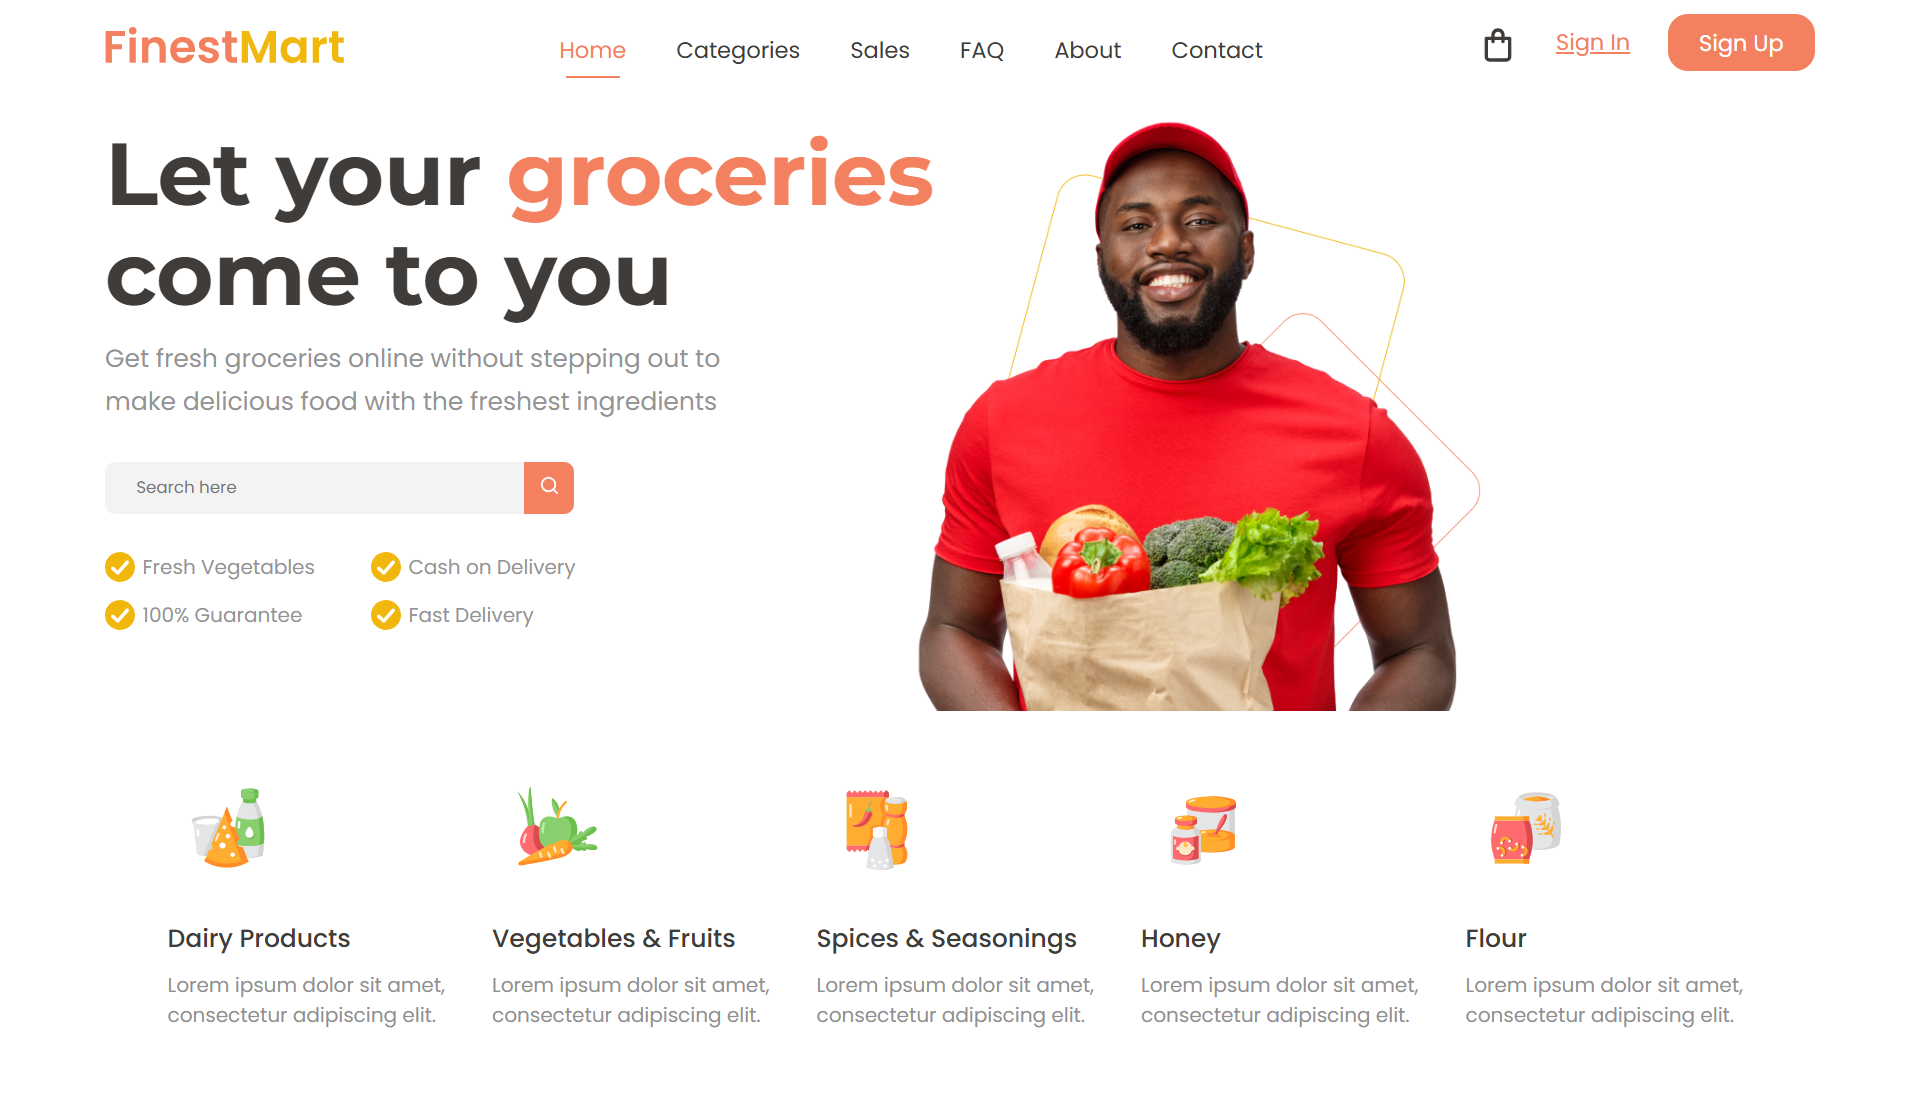 FinestMart
Home Categories Sales FAQ About Contact
Sign In
Sign Up
Let your groceries
come to you
Get fresh groceries online without stepping out to
make delicious food with the freshest ingredients
Search here
Fresh Vegetables Cash on Delivery
100% Guarantee Fast Delivery
Dairy Products
Lorem ipsum dolor sit amet,
consectetur adipiscing elit.
Vegetables & Fruits
Lorem ipsum dolor sit amet,
consectetur adipiscing elit.
Spices & Seasonings
Lorem ipsum dolor sit amet,
consectetur adipiscing elit.
Honey
Lorem ipsum dolor sit amet,
consectetur adipiscing elit.
Flour
Lorem ipsum dolor sit amet,
consectetur adipiscing elit.